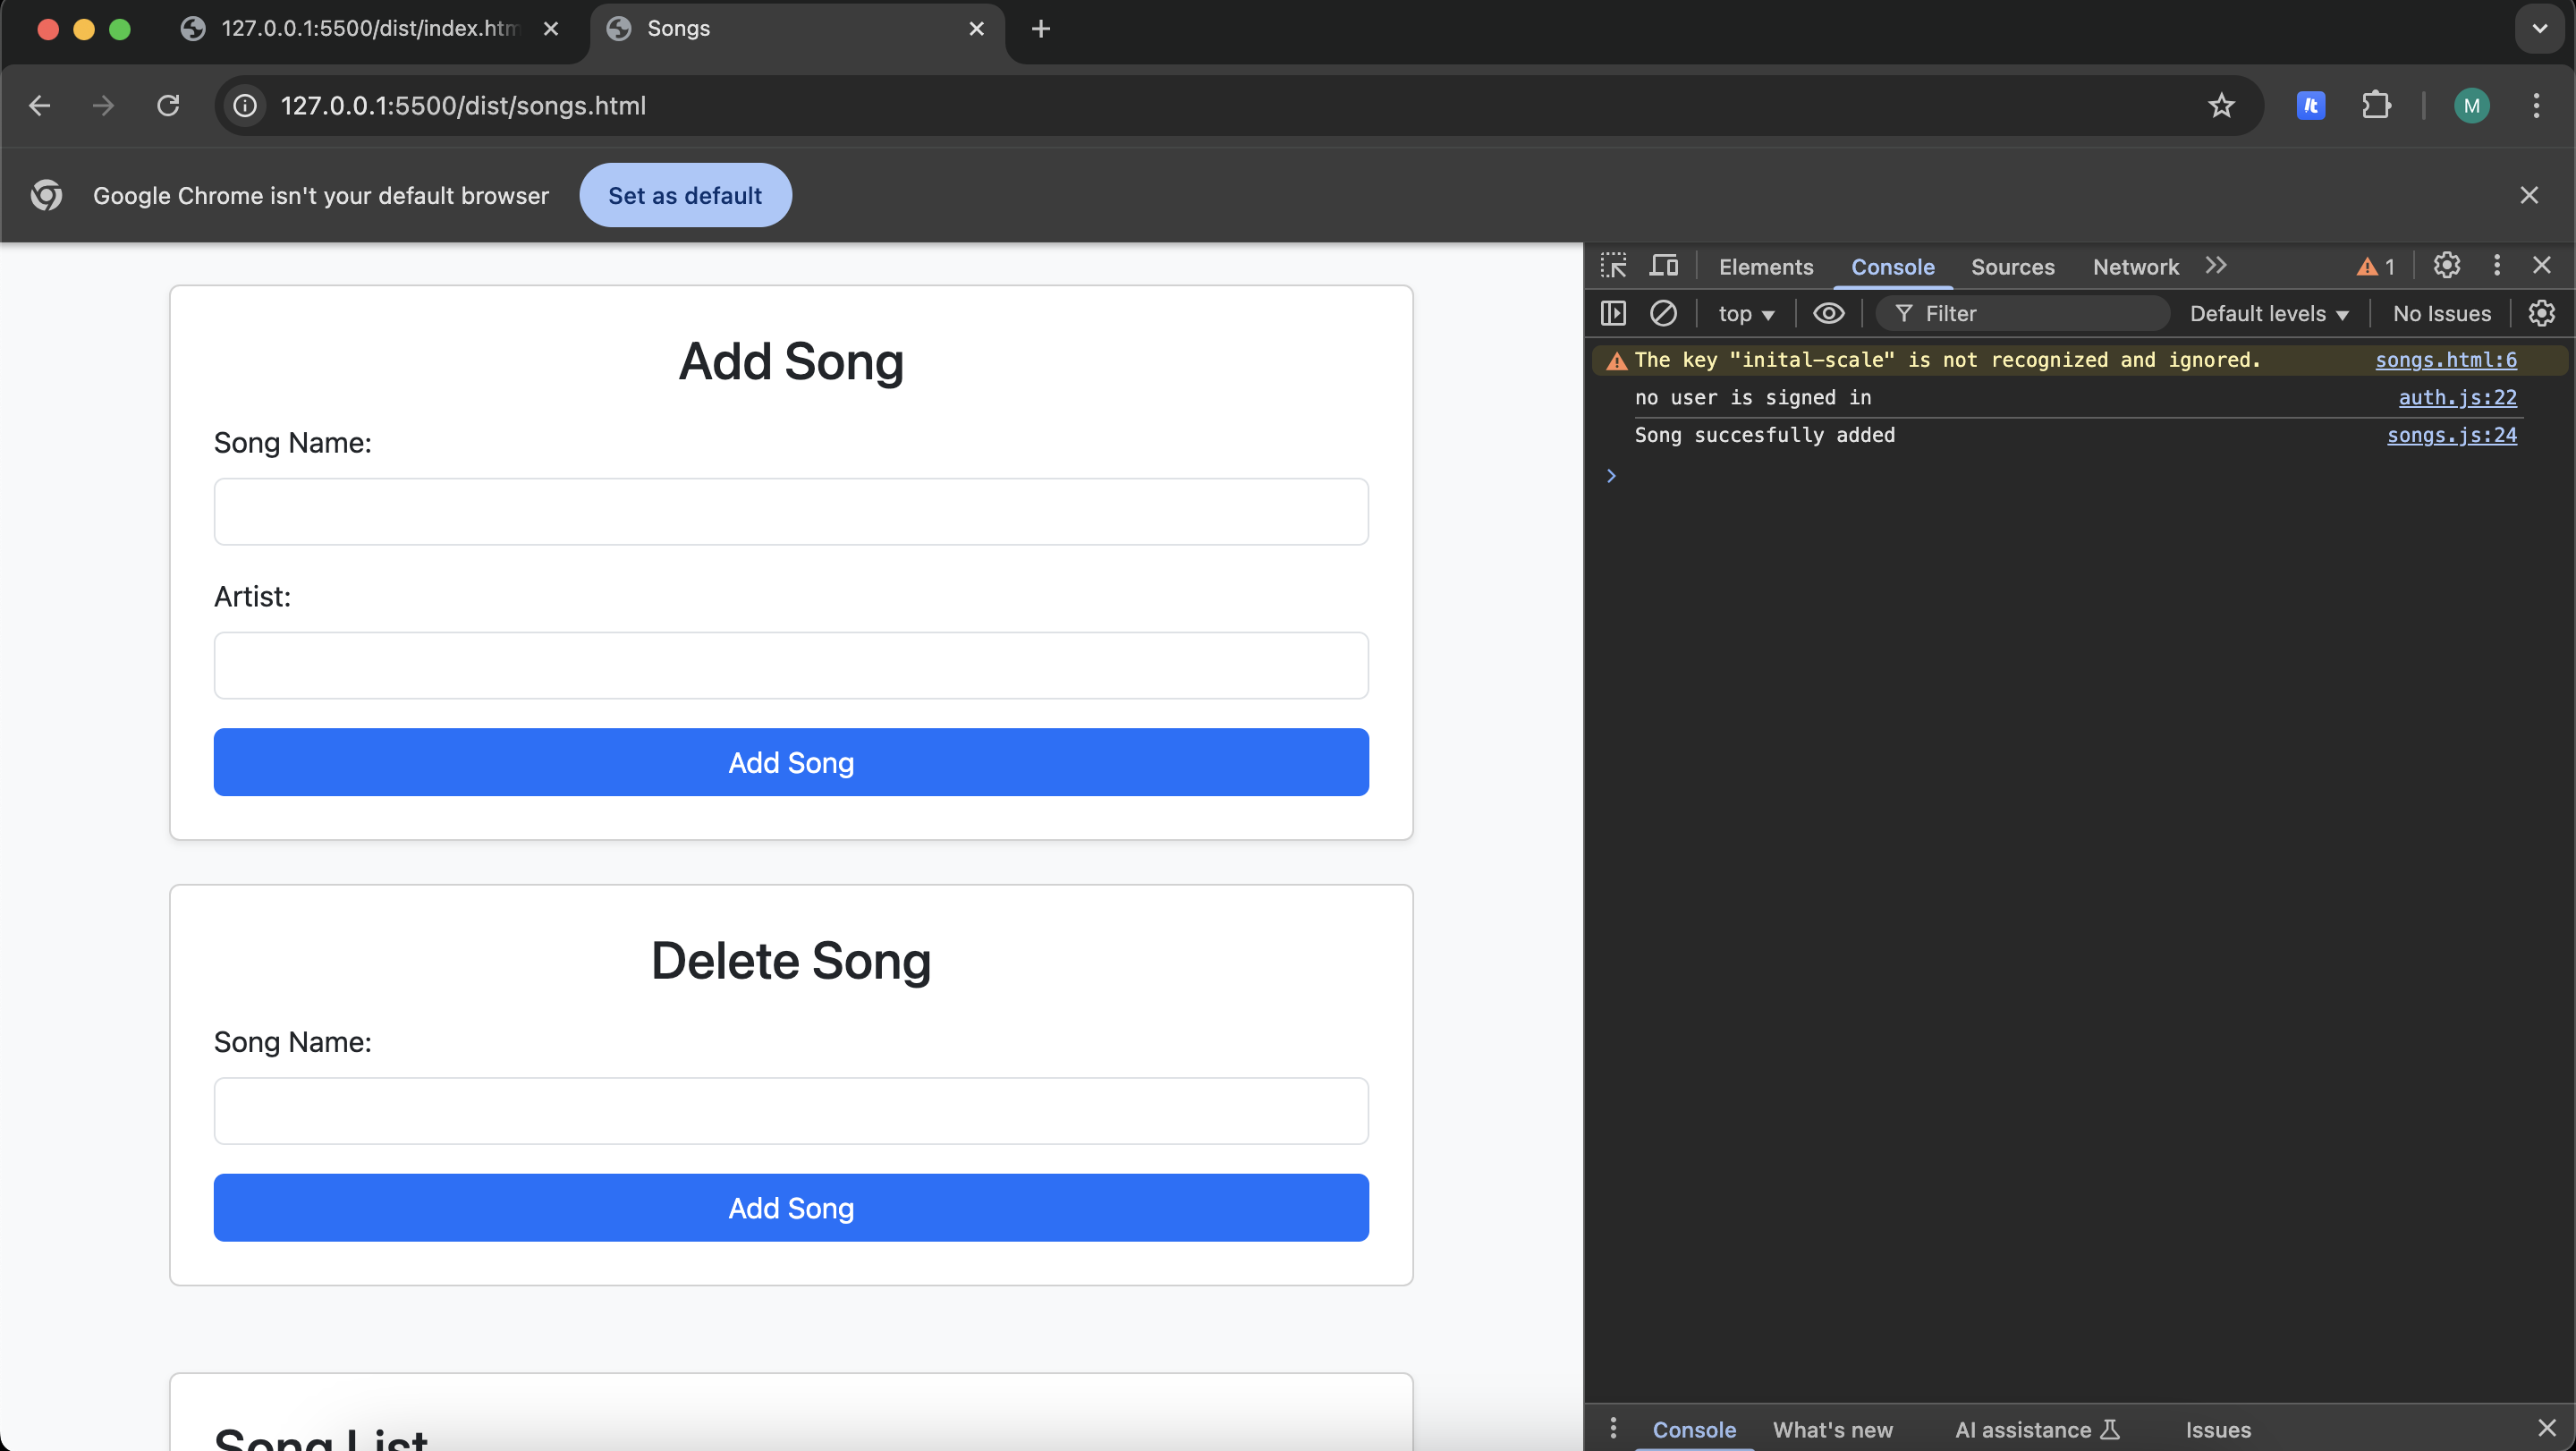 127.0.0.1:5500/dist/index.htm
Songs
127.0.0.1:5500/dist/songs.html
lt
M
Google Chrome isn't your default browser
Set as default
Add Song
Song Name:
Artist:
Add Song
Delete Song
Song Name:
Add Song
Song List
Elements
Console
Sources
Network
1
top
Filter
Default levels
No Issues
The key "inital-scale" is not recognized and ignored. songs.html:6
no user is signed in auth.js:22
Song succesfully added songs.js:24
Console
What's new
AI assistance
Issues